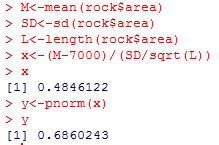 > M<-mean(rock$area)
> SD<-sd(rock$area)
> L<-length(rock$area)
> x<-(M-7000)/(SD/sqrt(L))
> x
[1] 0.4846122
> y<-pnorm(x)
> y
[1] 0.6860243